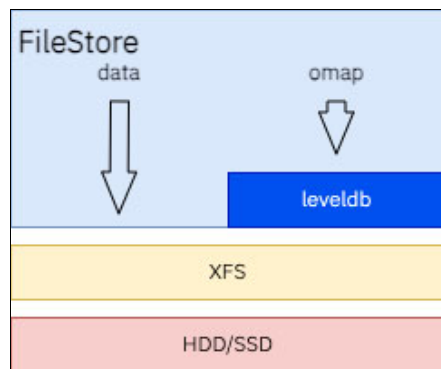 FileStore
data omap
leveldb
XFS
HDD/SSD